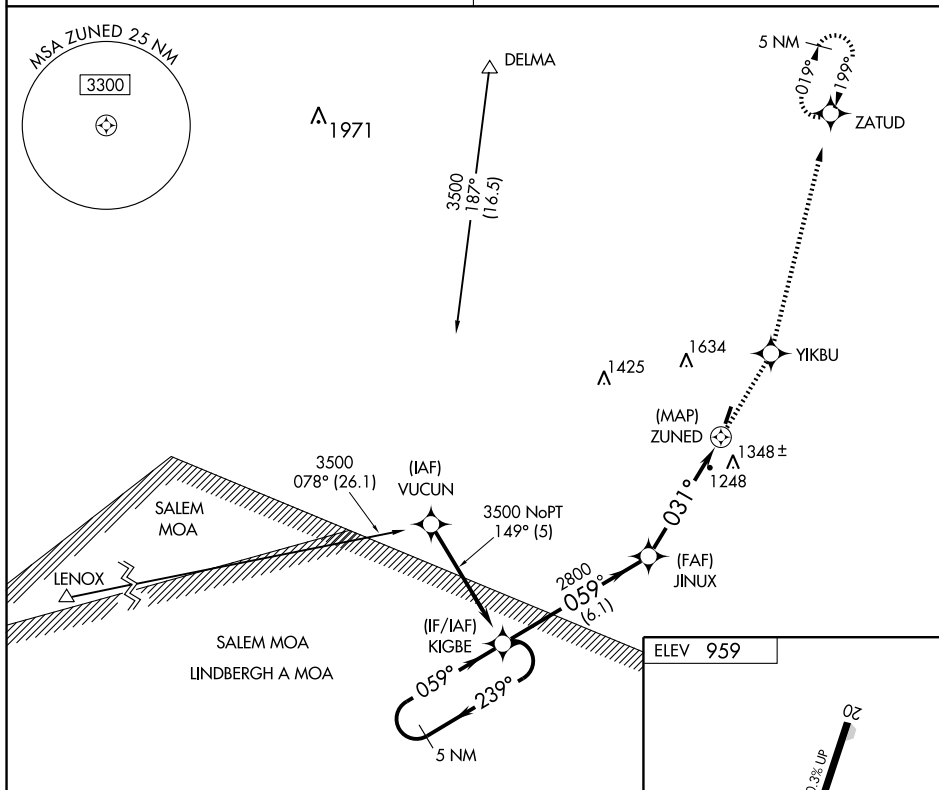 MSA ZUNED 25 NM
3300
1971
DELMA
3500
187°
(16.5)
5 NM
019°
199°
ZATUD
YIKBU
1634
1425
(MAP)
ZUNED
1348 ±
1248
031°
3500
078° (26.1)
(IAF)
VUCUN
3500 NoPT
149° (5)
SALEM
MOA
LENOX
2800
059°
(6.1)
(FAF)
JINUX
(IF/IAF)
KIGBE
SALEM MOA
LINDBERGH A MOA
059°
239°
5 NM
ELEV 959
20
0.3% UP